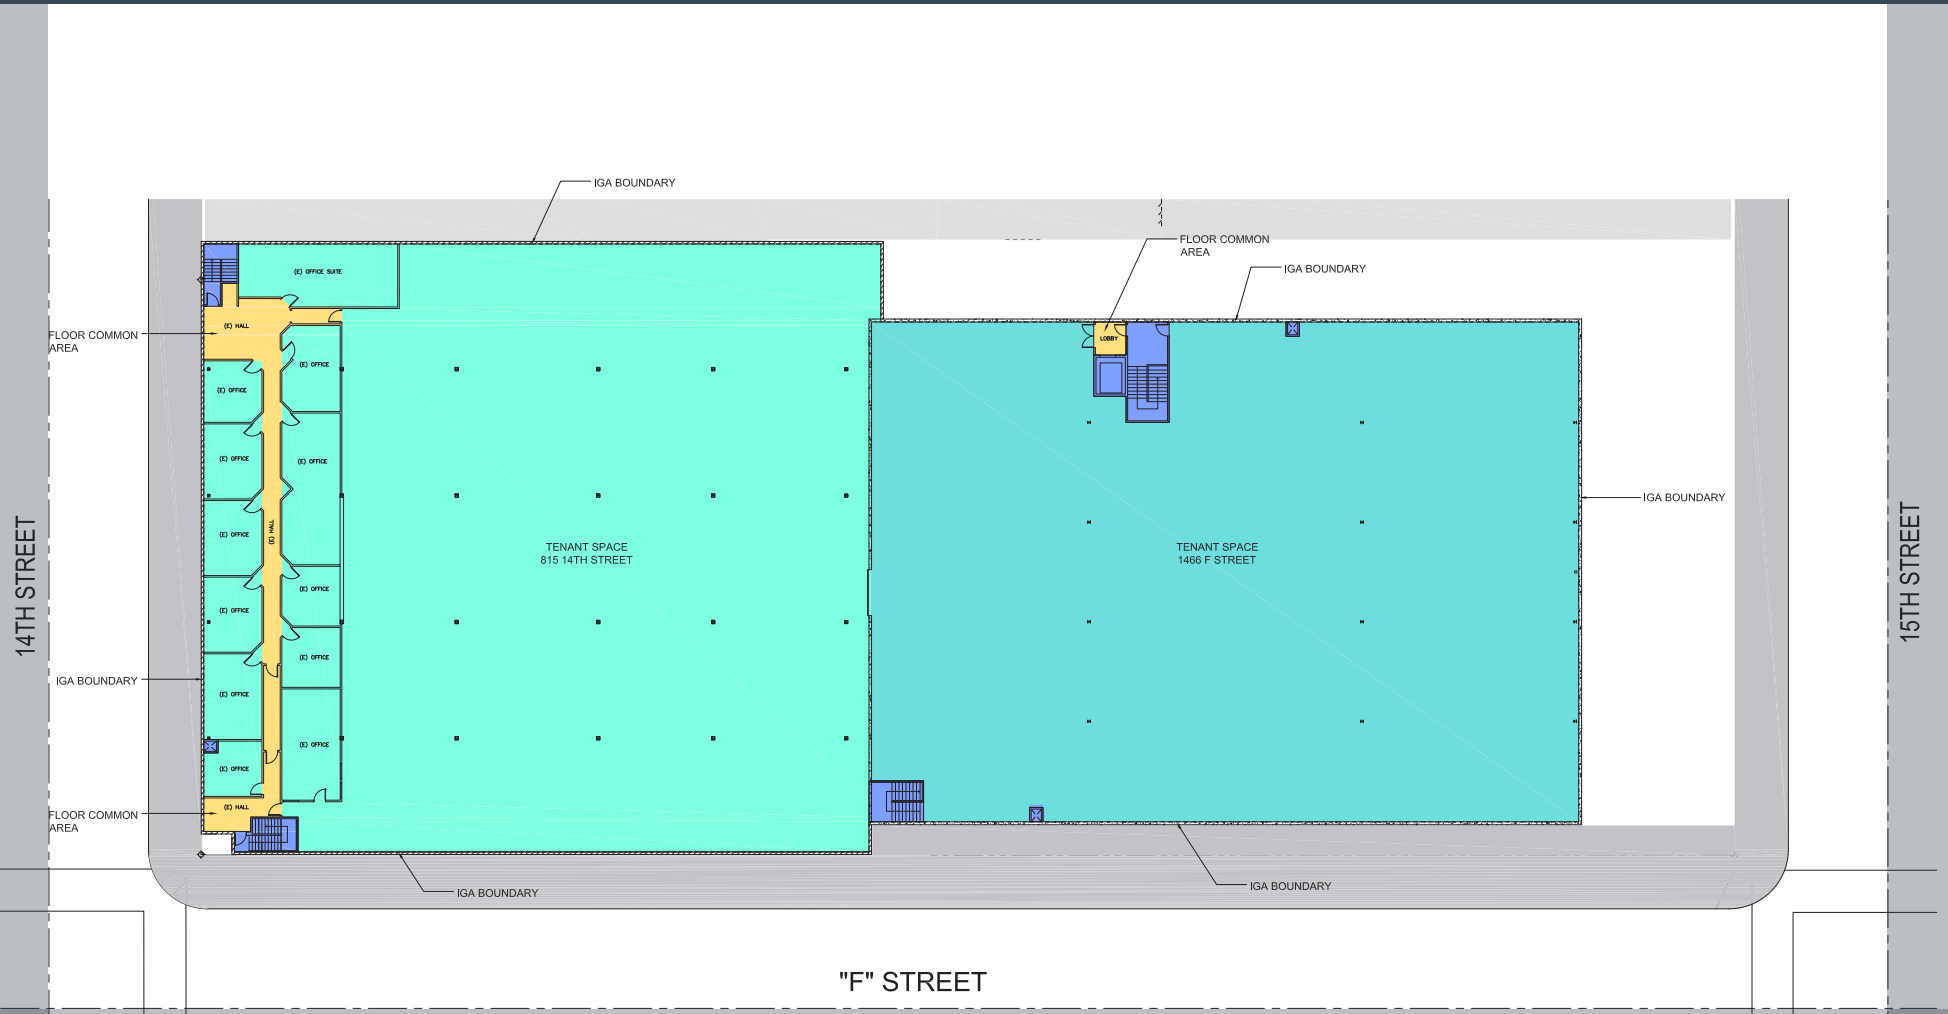 IGA BOUNDARY
FLOOR COMMON
AREA
IGA BOUNDARY
(E) OFFICE SUITE
(E) HALL
FLOOR COMMON
AREA
LOBBY
(E) OFFICE
(E) OFFICE
(E) OFFICE
(E) OFFICE
IGA BOUNDARY
(E) HALL
(E) OFFICE
TENANT SPACE
815 14TH STREET
TENANT SPACE
1466 F STREET
14TH STREET
15TH STREET
(E) OFFICE
(E) OFFICE
(E) OFFICE
IGA BOUNDARY
(E) OFFICE
(E) OFFICE
(E) OFFICE
(E) HALL
FLOOR COMMON
AREA
IGA BOUNDARY
IGA BOUNDARY
"F" STREET